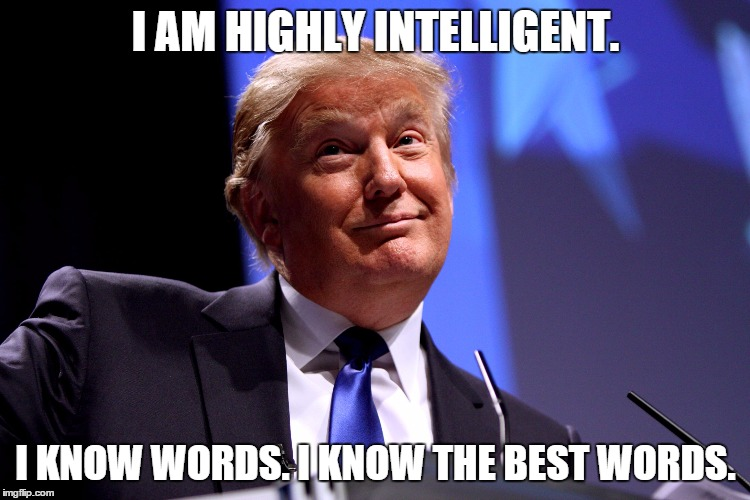 I AM HIGHLY INTELLIGENT.
I KNOW WORDS. I KNOW THE BEST WORDS.
imgflip.com